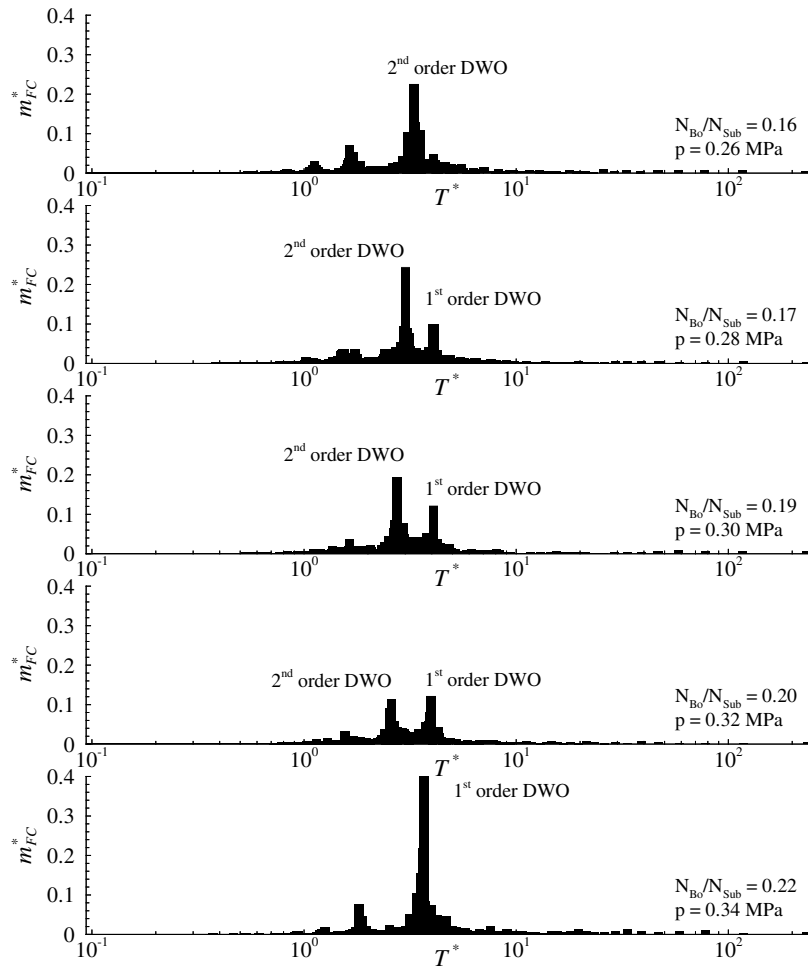 0.4
0.3
0.2
0.1
0
m*FC
2nd order DWO
NBo/NSub = 0.16
p = 0.26 MPa
10-1 100 101 102
T*
0.4
0.3
0.2
0.1
0
m*FC
2nd order DWO
1st order DWO
NBo/NSub = 0.17
p = 0.28 MPa
10-1 100 101 102
T*
0.4
0.3
0.2
0.1
0
m*FC
2nd order DWO
1st order DWO
NBo/NSub = 0.19
p = 0.30 MPa
10-1 100 101 102
T*
0.4
0.3
0.2
0.1
0
m*FC
2nd order DWO
1st order DWO
NBo/NSub = 0.20
p = 0.32 MPa
10-1 100 101 102
T*
0.4
0.3
0.2
0.1
0
m*FC
1st order DWO
NBo/NSub = 0.22
p = 0.34 MPa
10-1 100 101 102
T*